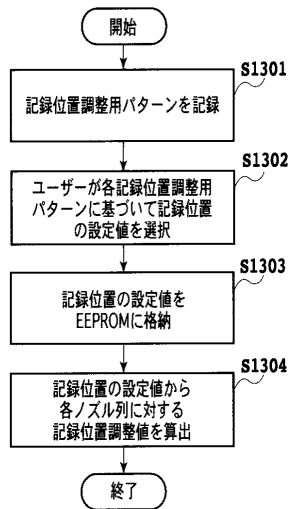 開始
S1301
記録位置調整用パターンを記録
S1302
ユーザーが各記録位置調整用
パターンに基づいて記録位置
の設定値を選択
S1303
記録位置の設定値を
EEPROMに格納
S1304
記録位置の設定値から
各ノズル列に対する
記録位置調整値を算出
終了